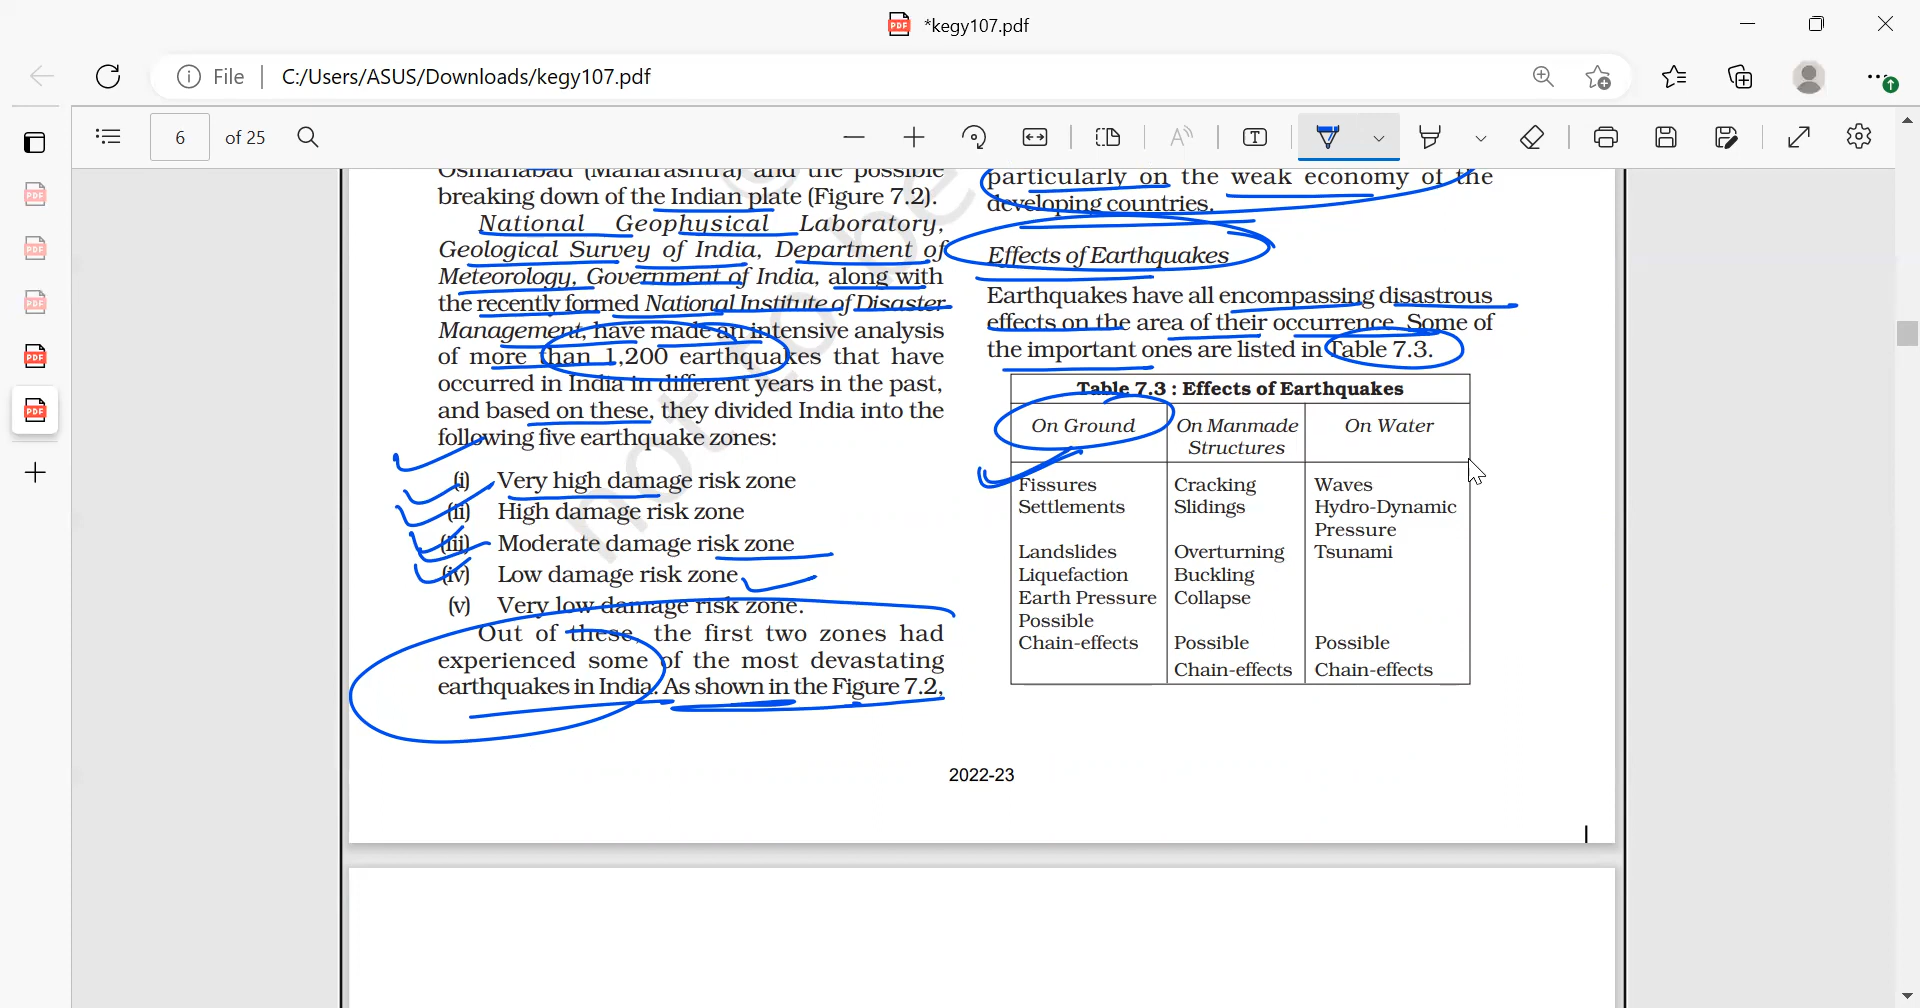 *kegy107.pdf
File
C:/Users/ASUS/Downloads/kegy107.pdf
6 of 25
Osmanabad (Maharashtra) and the possible
breaking down of the Indian plate (Figure 7.2).
National Geophysical Laboratory,
Geological Survey of India, Department of
Meteorology, Government of India, along with
the recently formed National Institute of Disaster
Management, have made an intensive analysis
of more than 1,200 earthquakes that have
occurred in India in different years in the past,
and based on these, they divided India into the
following five earthquake zones:
(i) Very high damage risk zone
(ii) High damage risk zone
(iii) Moderate damage risk zone
(iv) Low damage risk zone
(v) Very low damage risk zone.
Out of these, the first two zones had
experienced some of the most devastating
earthquakes in India. As shown in the Figure 7.2,
particularly on the weak economy of the
developing countries.
Effects of Earthquakes
Earthquakes have all encompassing disastrous
effects on the area of their occurrence. Some of
the important ones are listed in Table 7.3.
Table 7.3 : Effects of Earthquakes
On Ground
On Manmade
Structures
On Water
Fissures
Settlements
Landslides
Liquefaction
Earth Pressure
Possible
Chain-effects
Cracking
Slidings
Overturning
Buckling
Collapse
Possible
Chain-effects
Waves
Hydro-Dynamic
Pressure
Tsunami
Possible
Chain-effects
not to be
2022-23